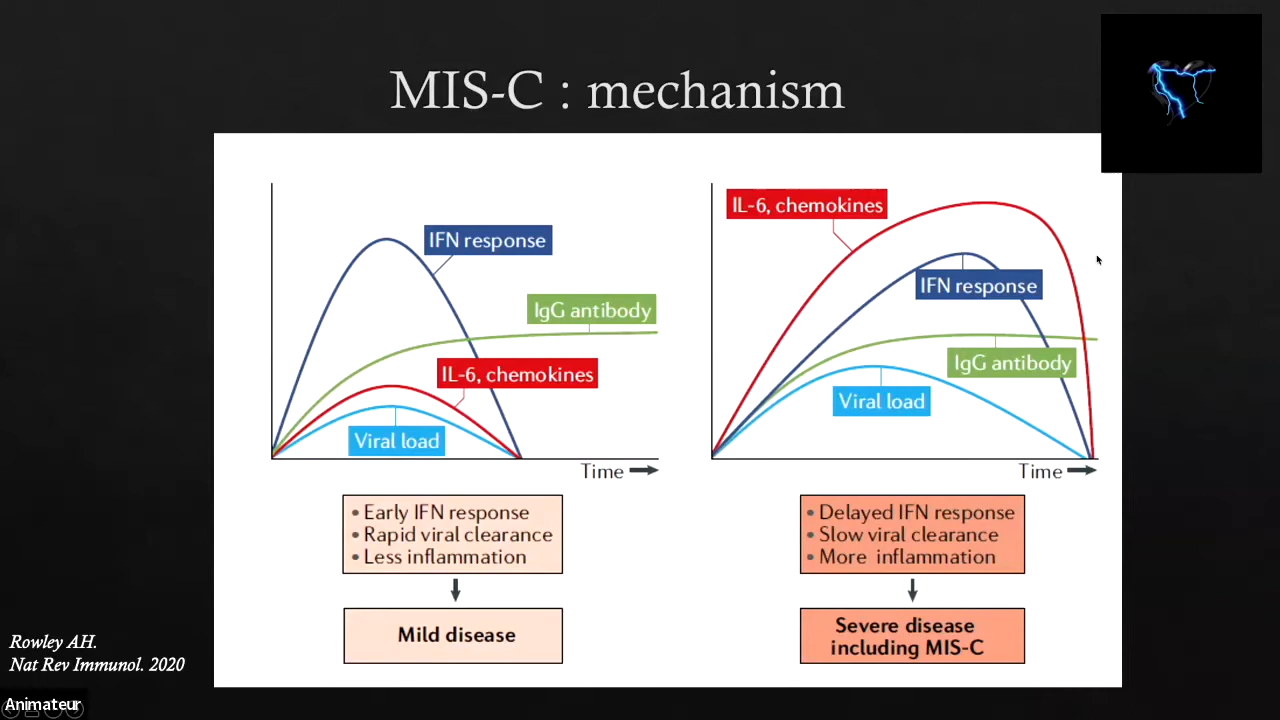 MIS-C : mechanism
IFN response
IgG antibody
IL-6, chemokines
Viral load
Time
• Early IFN response
• Rapid viral clearance
• Less inflammation
Mild disease
IL-6, chemokines
IFN response
IgG antibody
Viral load
Time
• Delayed IFN response
• Slow viral clearance
• More inflammation
Severe disease
including MIS-C
Rowley AH.
Nat Rev Immunol. 2020
Animateur